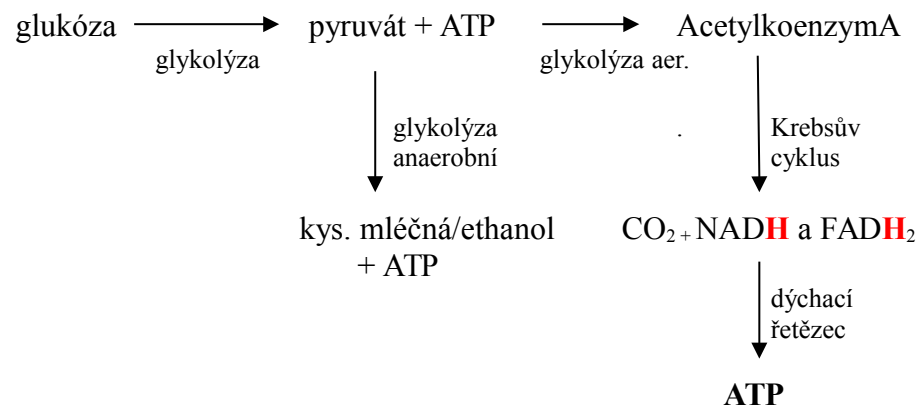 glukóza pyruvát + ATP AcetylkoenzymA
glykolýza glykolýza aer.
glykolýza . Krebsův
anaerobní cyklus
kys. mléčná/ethanol CO₂ + NADH a FADH₂
+ ATP
dýchací
řetězec
ATP